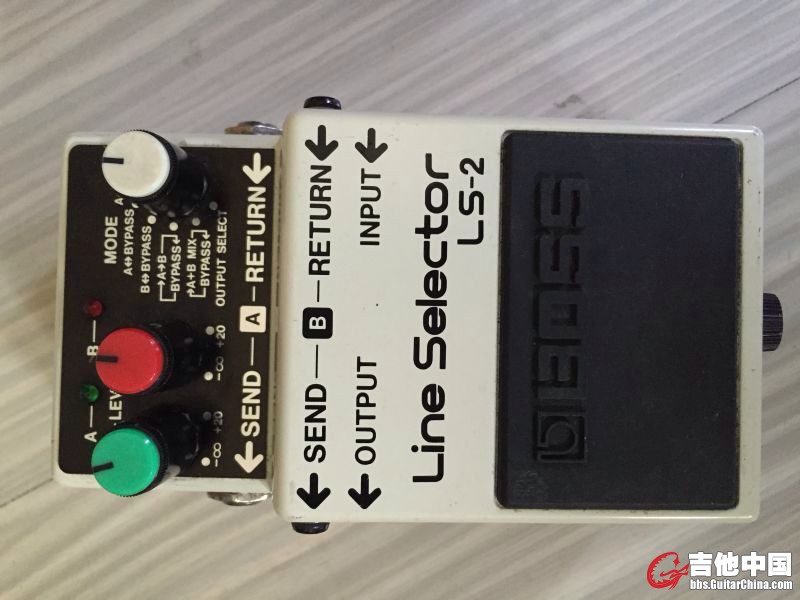 A
B
LEV
MODE
A⇔BYPASS
B⇔BYPASS
→A→B→
BYPASS
→A+B MIX
BYPASS
OUTPUT SELECT
-∞ +20
-∞ +20
←SEND—A—RETURN←
←SEND—B—RETURN←
←OUTPUT INPUT←
Line Selector
LS-2
BOSS
吉他中国
bbs.GuitarChina.com